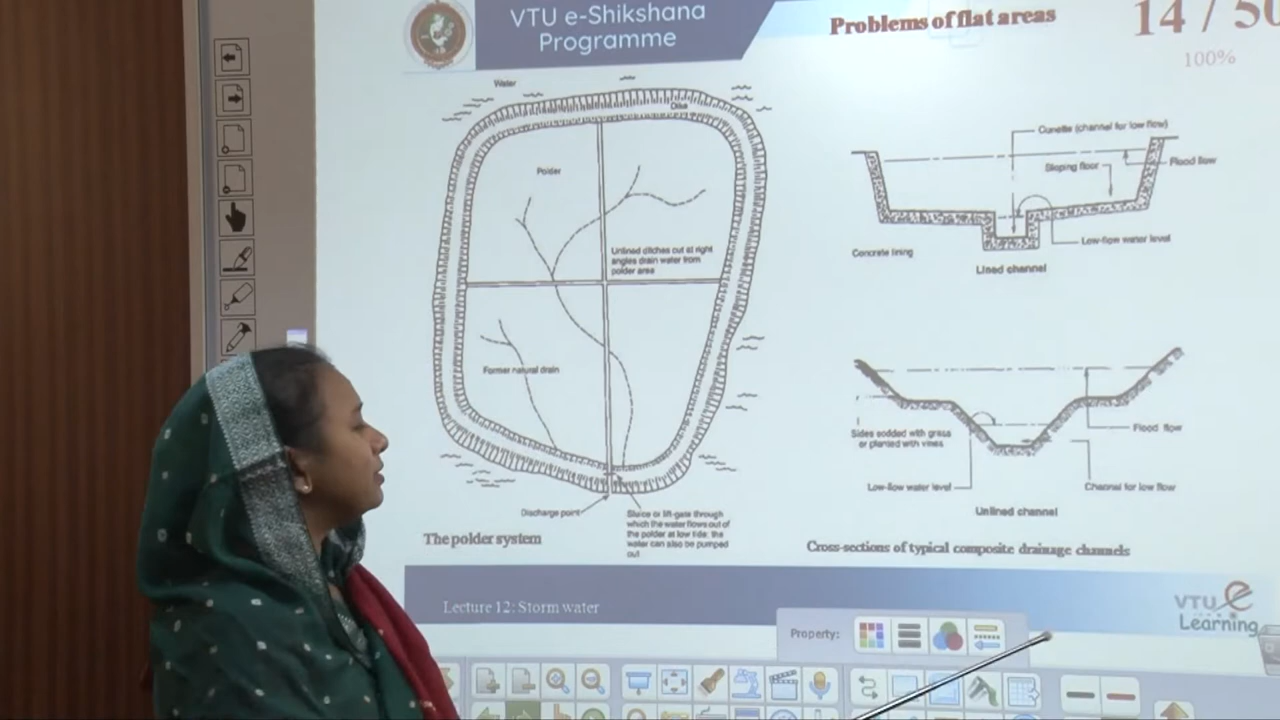 VTU e-Shikshana
Programme
Problems of flat areas
14 / 50
100%
Water
Dike
Polder
Unlined ditches cut at right
angles drain water from
polder area
Former natural drain
Discharge point
Sluice or lift-gate through
which the water flows out of
the polder at low tide: the
water can also be pumped
out
The polder system
Cunette (channel for low flow)
Sloping floor
Flood flow
Low-flow water level
Concrete lining
Lined channel
Sides sodded with grass
or planted with vines
Flood flow
Low-flow water level
Channel for low flow
Unlined channel
Cross-sections of typical composite drainage channels
Lecture 12: Storm water
VTU e
Learning
Property: